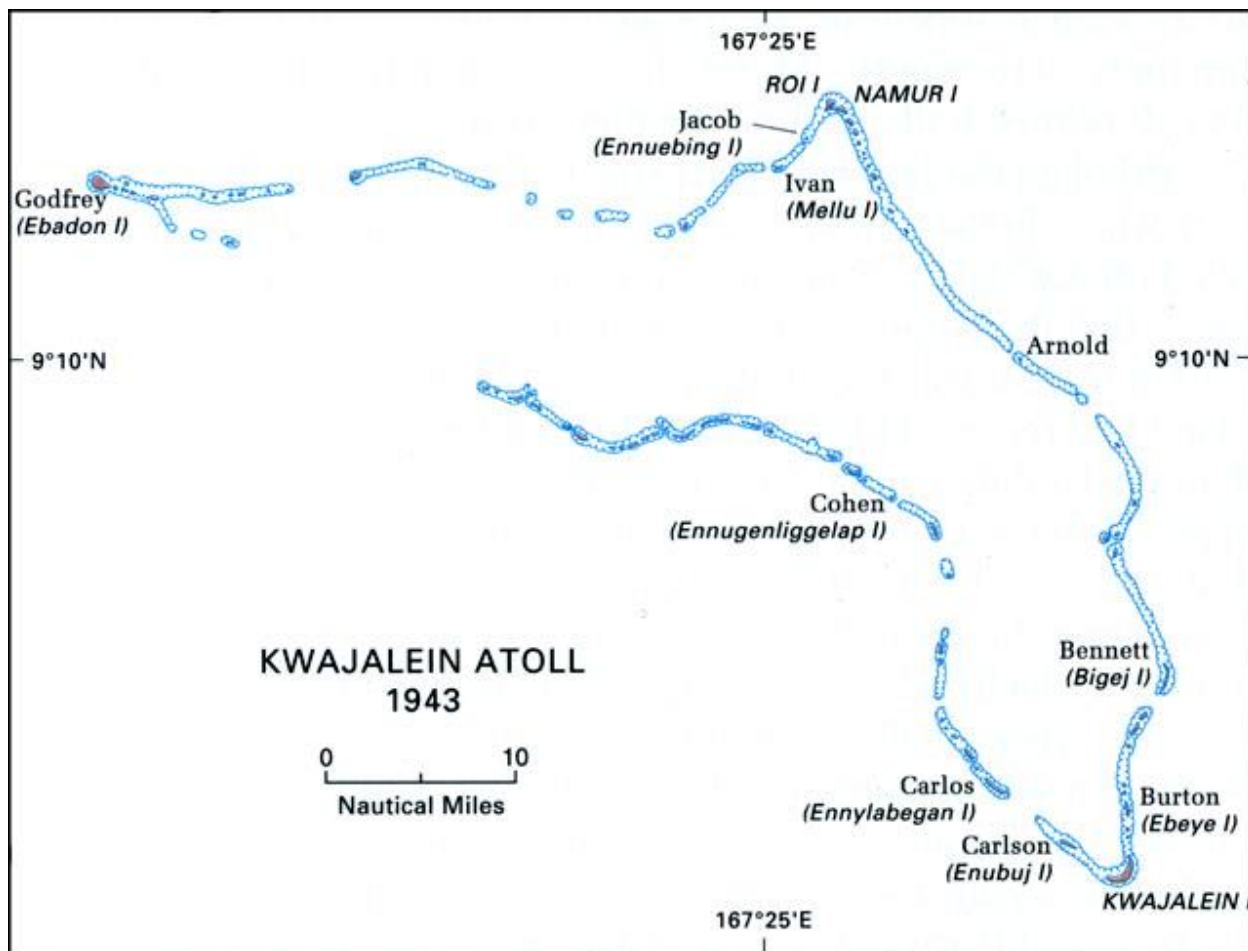 167°25'E
ROI I
NAMUR I
Jacob
(Ennuebing I)
Godfrey
(Ebadon I)
Ivan
(Mellu I)
9°10'N
Arnold
9°10'N
Cohen
(Ennugenliggelap I)
KWAJALEIN ATOLL
1943
0 10
Nautical Miles
Bennett
(Bigej I)
Carlos
(Ennylabegan I)
Burton
(Ebeye I)
Carlson
(Enubuj I)
KWAJALEIN I
167°25'E